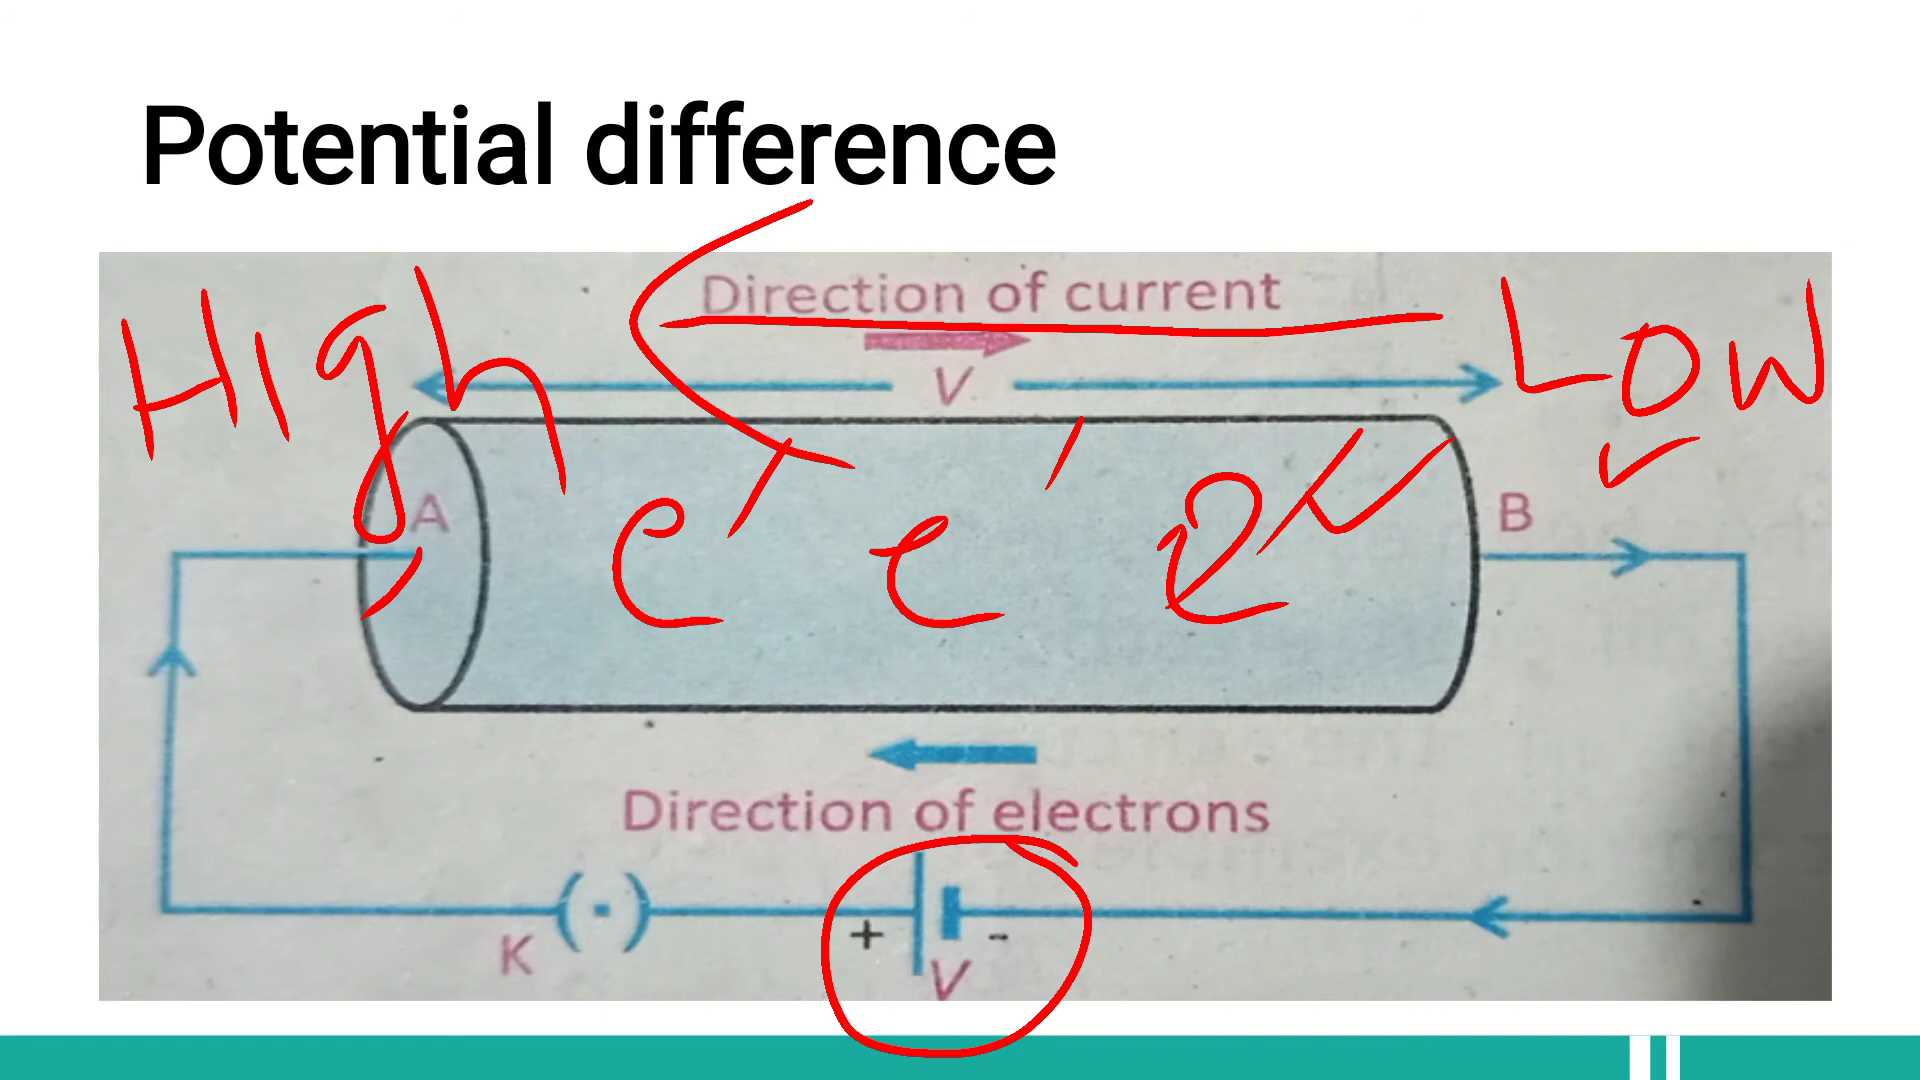 Potential difference
Direction of current
High
LOW
V
A
B
e e e
Direction of electrons
K
+ -
V